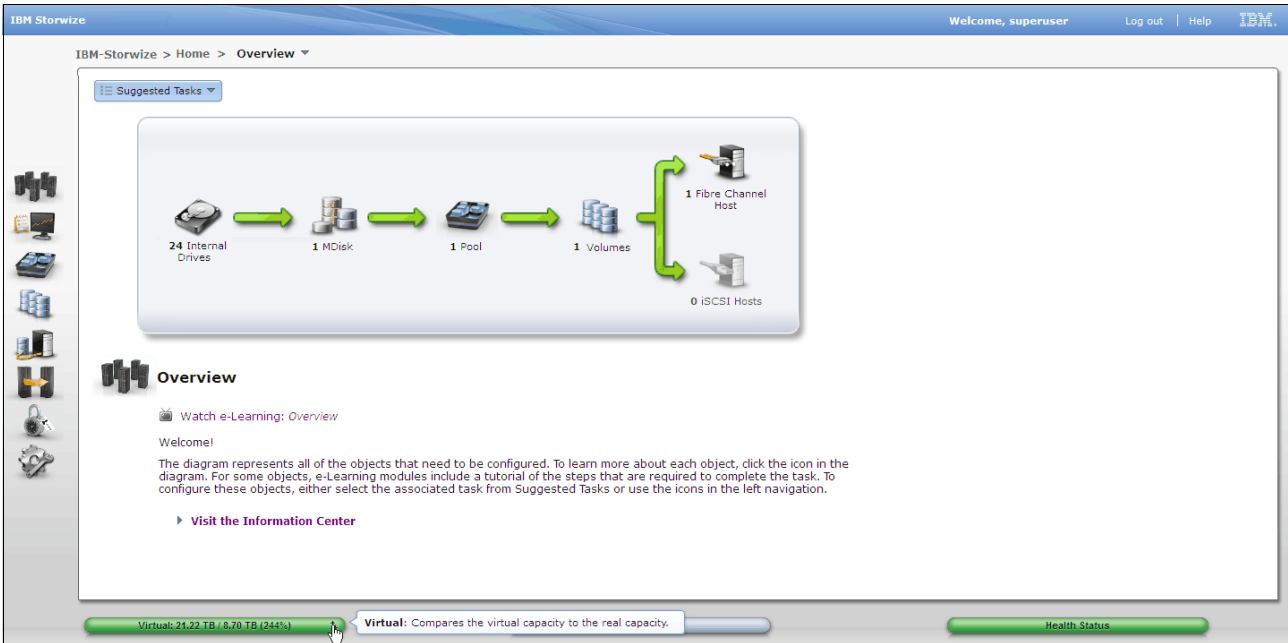 IBM Storwize
Welcome, superuser
Log out | Help
IBM.
IBM-Storwize > Home > Overview
Suggested Tasks
24 Internal
Drives
1 MDisk
1 Pool
1 Volumes
1 Fibre Channel
Host
0 iSCSI Hosts
Overview
Watch e-Learning: Overview
Welcome!
The diagram represents all of the objects that need to be configured. To learn more about each object, click the icon in the
diagram. For some objects, e-Learning modules include a tutorial of the steps that are required to complete the task. To
configure these objects, either select the associated task from Suggested Tasks or use the icons in the left navigation.
Visit the Information Center
Virtual: 21.22 TB / 8.70 TB (244%)
Virtual: Compares the virtual capacity to the real capacity.
Health Status